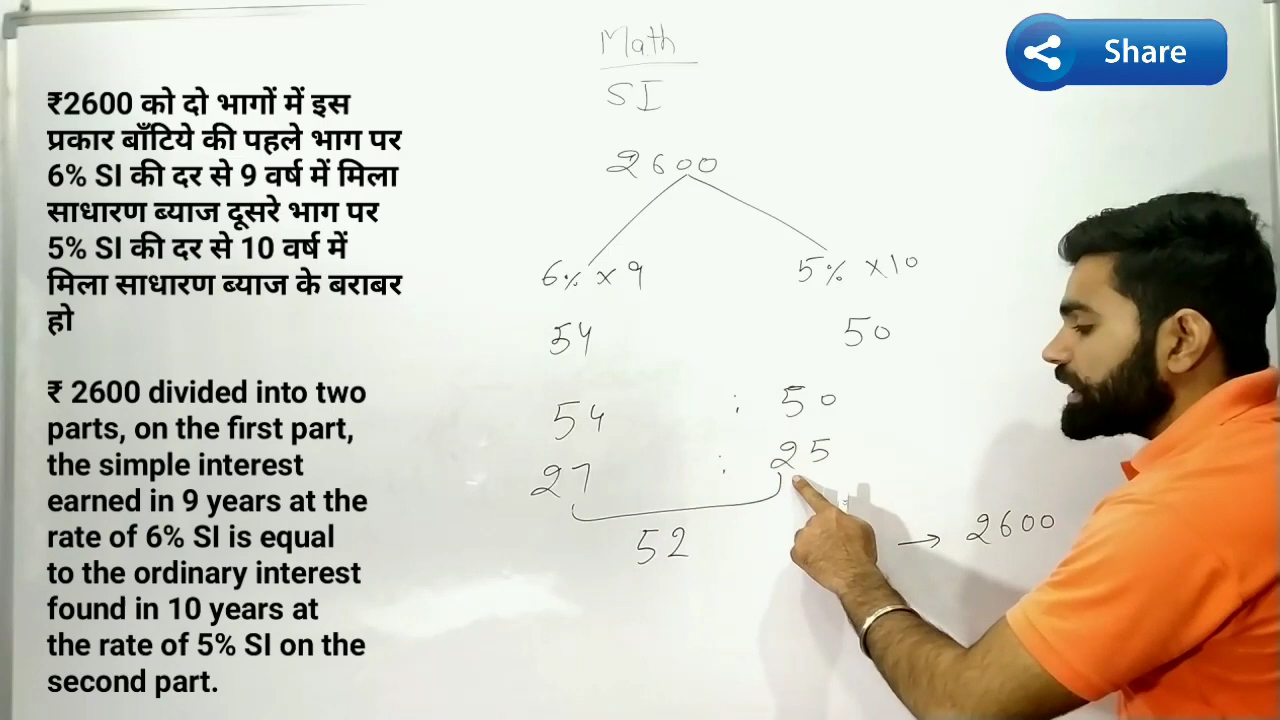 Share
Math
SI
₹2600 को दो भागों में इस
प्रकार बाँटिये की पहले भाग पर
6% SI की दर से 9 वर्ष में मिला
साधारण ब्याज दूसरे भाग पर
5% SI की दर से 10 वर्ष में
मिला साधारण ब्याज के बराबर
हो
₹ 2600 divided into two
parts, on the first part,
the simple interest
earned in 9 years at the
rate of 6% SI is equal
to the ordinary interest
found in 10 years at
the rate of 5% SI on the
second part.
2600
6% × 9 5% × 10
54 50
54 : 50
27 : 25
52 → 2600